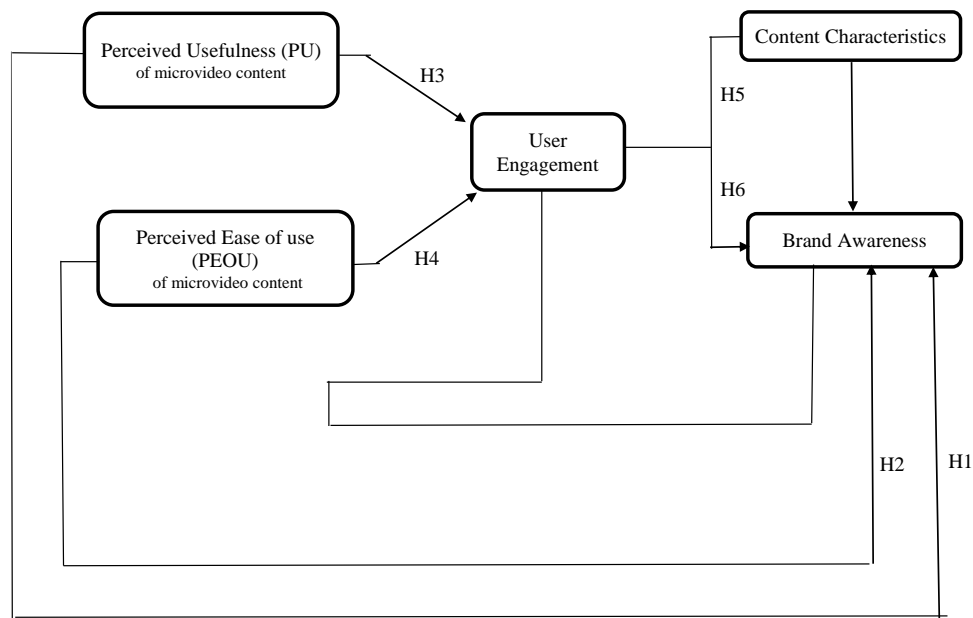 Perceived Usefulness (PU)
of microvideo content
H3
Content Characteristics
H5
User
Engagement
H6
Perceived Ease of use
(PEOU)
of microvideo content
H4
Brand Awareness
H2
H1